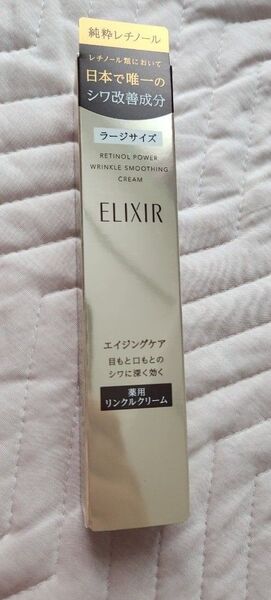 純粋レチノール
レチノール類において
日本で唯一の
シワ改善成分
ラージサイズ
RETINOL POWER
WRINKLE SMOOTHING
CREAM
ELIXIR
エイジングケア
目もと口もとの
シワに深く効く
薬用
リンクルクリーム